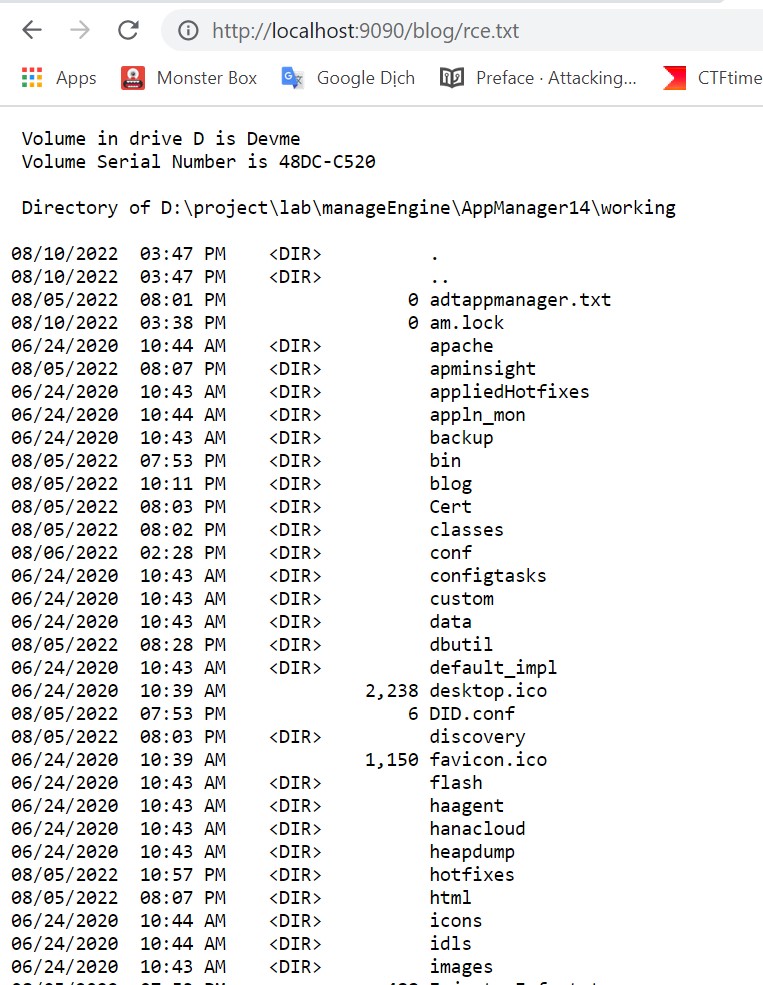 http://localhost:9090/blog/rce.txt
Apps Monster Box Google Dịch Preface · Attacking... CTFtime
Volume in drive D is Devme
Volume Serial Number is 48DC-C520
Directory of D:\project\lab\manageEngine\AppManager14\working
08/10/2022 03:47 PM <DIR> .
08/10/2022 03:47 PM <DIR> ..
08/05/2022 08:01 PM 0 adtappmanager.txt
08/10/2022 03:38 PM 0 am.lock
06/24/2020 10:44 AM <DIR> apache
08/05/2022 08:07 PM <DIR> apminsight
06/24/2020 10:43 AM <DIR> appliedHotfixes
06/24/2020 10:44 AM <DIR> appln_mon
06/24/2020 10:43 AM <DIR> backup
08/05/2022 07:53 PM <DIR> bin
08/05/2022 10:11 PM <DIR> blog
08/05/2022 08:03 PM <DIR> Cert
08/05/2022 08:02 PM <DIR> classes
08/06/2022 02:28 PM <DIR> conf
06/24/2020 10:43 AM <DIR> configtasks
06/24/2020 10:43 AM <DIR> custom
06/24/2020 10:43 AM <DIR> data
08/05/2022 08:28 PM <DIR> dbutil
06/24/2020 10:43 AM <DIR> default_impl
06/24/2020 10:39 AM 2,238 desktop.ico
08/05/2022 07:53 PM 6 DID.conf
08/05/2022 08:03 PM <DIR> discovery
06/24/2020 10:39 AM 1,150 favicon.ico
06/24/2020 10:43 AM <DIR> flash
06/24/2020 10:43 AM <DIR> haagent
06/24/2020 10:43 AM <DIR> hanacloud
06/24/2020 10:43 AM <DIR> heapdump
08/05/2022 10:57 PM <DIR> hotfixes
08/05/2022 08:07 PM <DIR> html
06/24/2020 10:44 AM <DIR> icons
06/24/2020 10:44 AM <DIR> idls
06/24/2020 10:43 AM <DIR> images